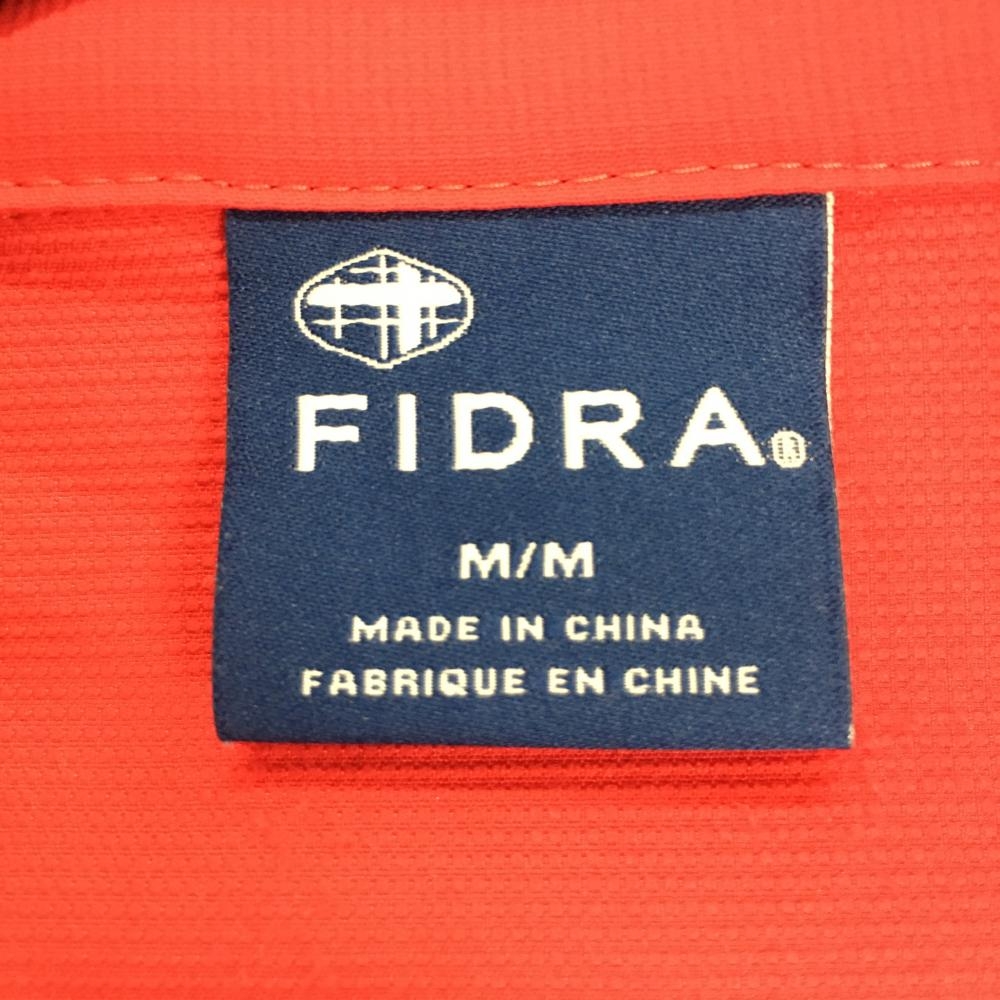 FIDRA®
M/M
MADE IN CHINA
FABRIQUE EN CHINE